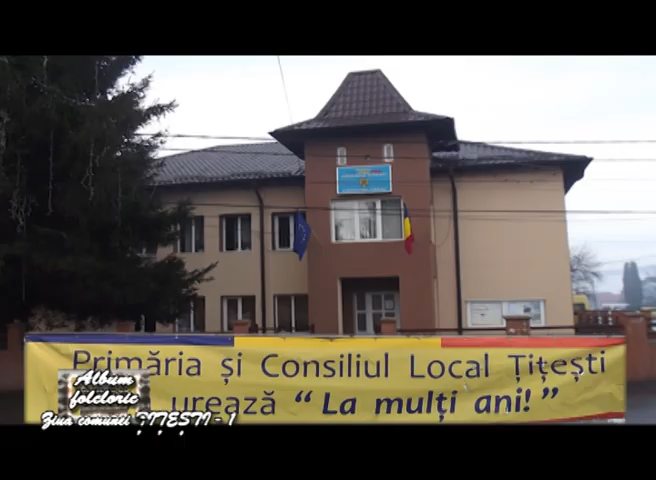 Primăria și Consiliul Local Țițești
urează “La mulți ani!”
Album
folcloric
Ziua comunei ȚIȚEȘTI - 1